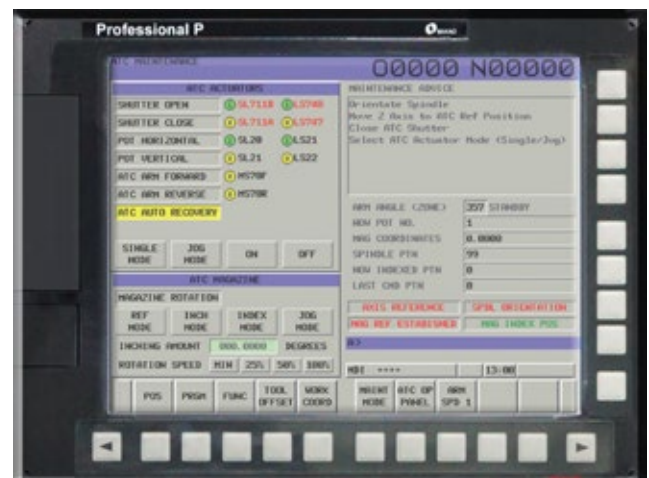 Professional P
ATC MAINTENANCE
O0000 N00000
ATC ACTUATORS
SHUTTER OPEN SL711B LS748
SHUTTER CLOSE SL711A LS747
POT HORIZONTAL SL20 LS21
POT VERTICAL SL21 LS22
ATC ARM FORWARD MS70F
ATC ARM REVERSE MS70R
ATC AUTO RECOVERY
SINGLE MODE
JOG MODE
ON
OFF
MAINTENANCE ADVICE
Orientate Spindle
Move Z Axis to ATC Ref Position
Close ATC Shutter
Select ATC Actuator Mode (Single/Jog)
ARM ANGLE (ZONE) 357 STANDBY
NOW POT NO. 1
MAG COORDINATES 0.0000
SPINDLE PTN 99
NOW INDEXED PTN 0
LAST CMD PTN 0
AXIS REFERENCE SPDL ORIENTATION
MAG REF ESTABLISHED MAG INDEX POS
ATC MAGAZINE
MAGAZINE ROTATION
REF MODE
INCH MODE
INDEX MODE
JOG MODE
INCHING AMOUNT 000.0000 DEGREES
ROTATION SPEED MIN 25% 50% 100%
MDI **** 13:00
POS
PRGM
FUNC
TOOL OFFSET
WORK COORD
MAINT MODE
ATC OP PANEL
ARM SPD 1